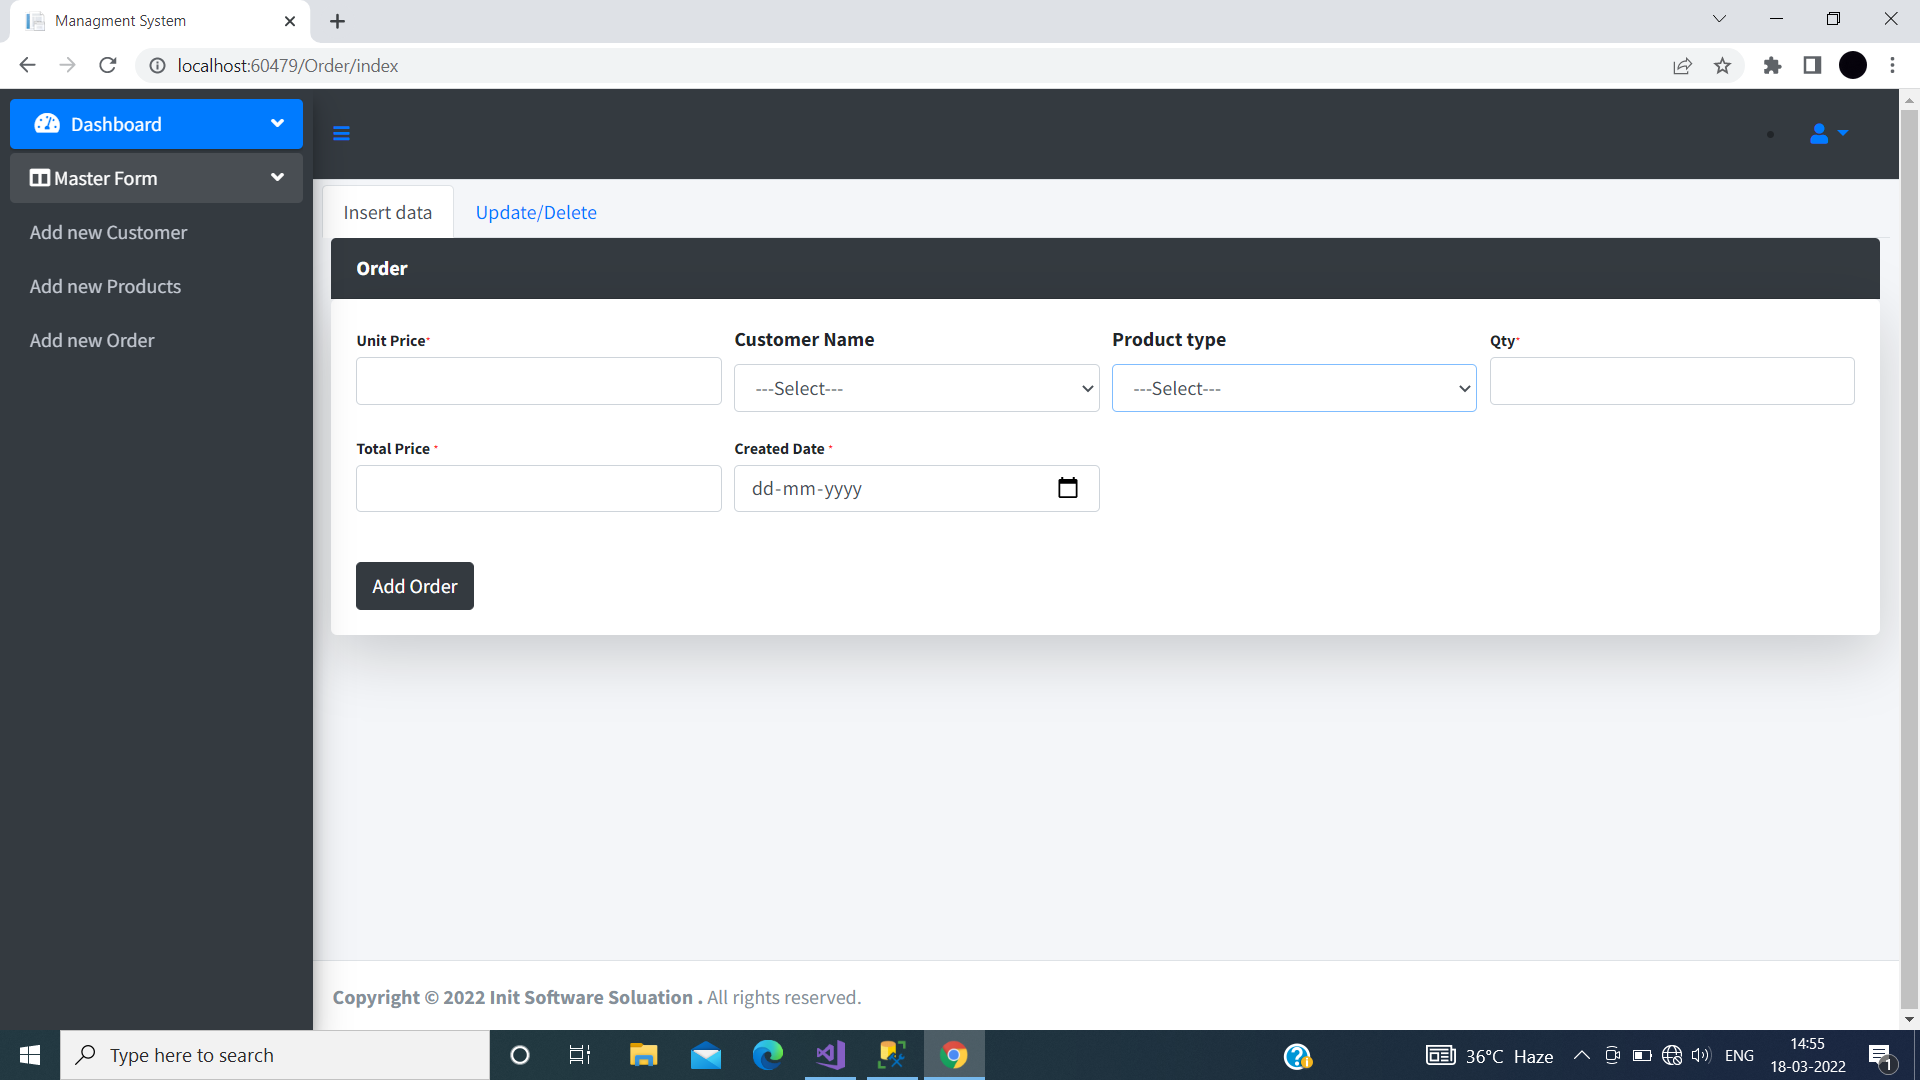 Managment System
localhost:60479/Order/index
Dashboard
Master Form
Add new Customer
Add new Products
Add new Order
Insert data
Update/Delete
Order
Unit Price*
Customer Name
Product type
Qty*
---Select---
---Select---
Total Price *
Created Date *
dd-mm-yyyy
Add Order
Copyright © 2022 Init Software Soluation . All rights reserved.
Type here to search
36°C Haze
ENG
14:55
18-03-2022
1